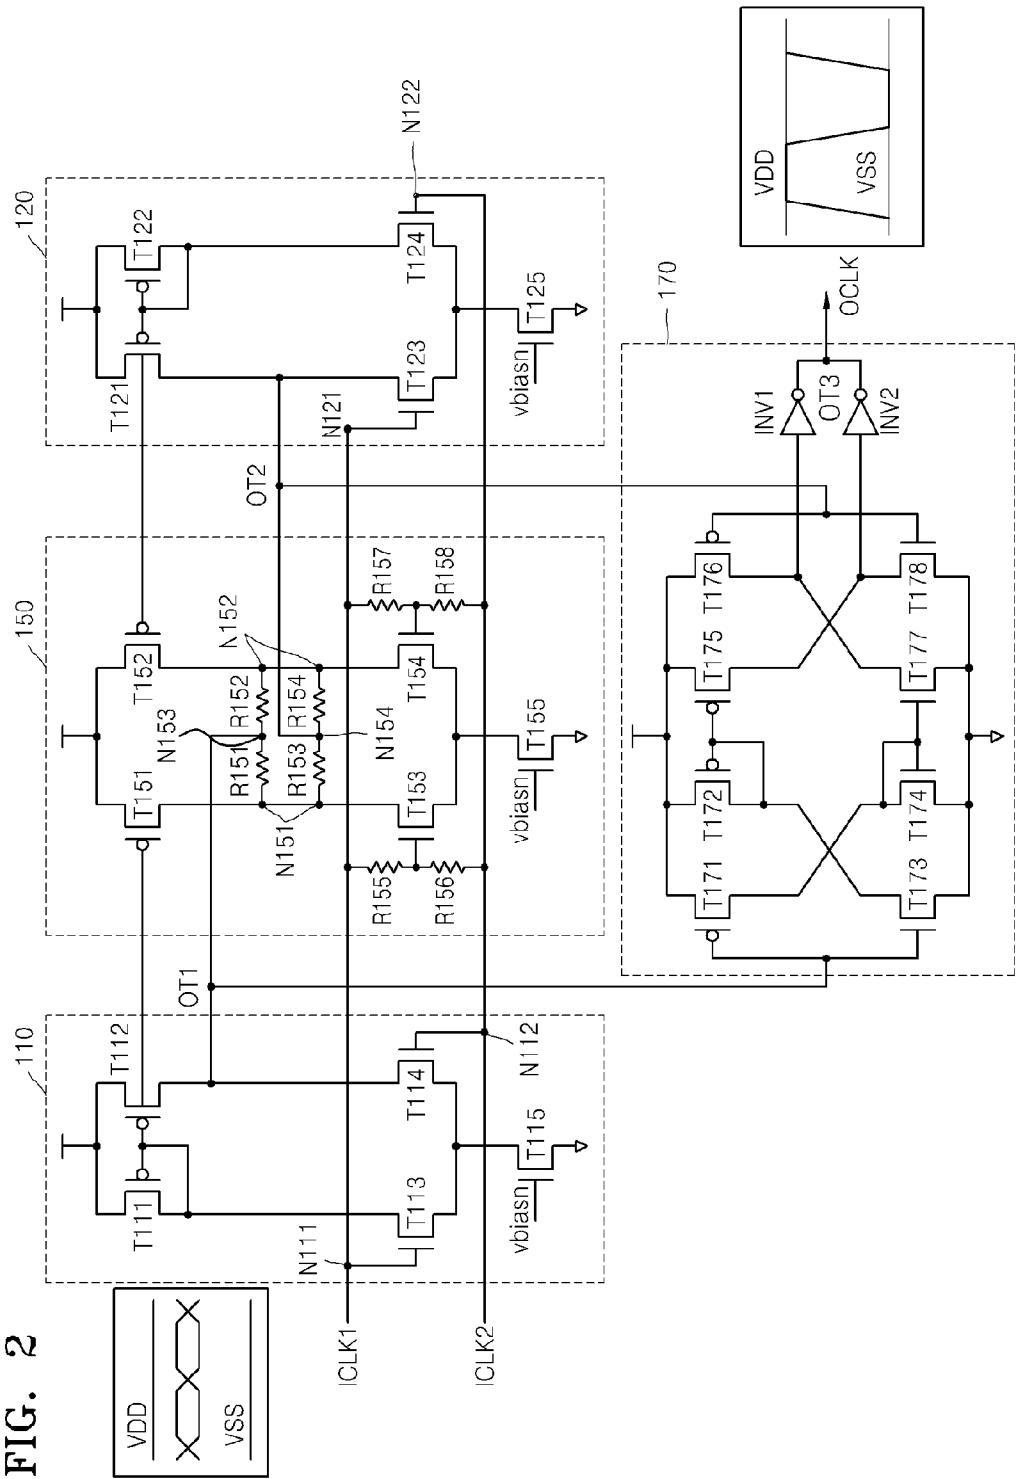 FIG. 2
VDD
VSS
110
T111
T112
N111
T113
T114
N112
vbiasn
T115
ICLK1
ICLK2
OT1
150
T151
T152
N153
N152
R151
R152
R153
R154
N151
N154
T153
T154
R155
R156
R157
R158
vbiasn
T155
OT2
120
T121
T122
N121
T123
T124
N122
vbiasn
T125
170
T171
T172
T175
T176
T173
T174
T177
T178
INV1
INV2
OT3
OCLK
VDD
VSS